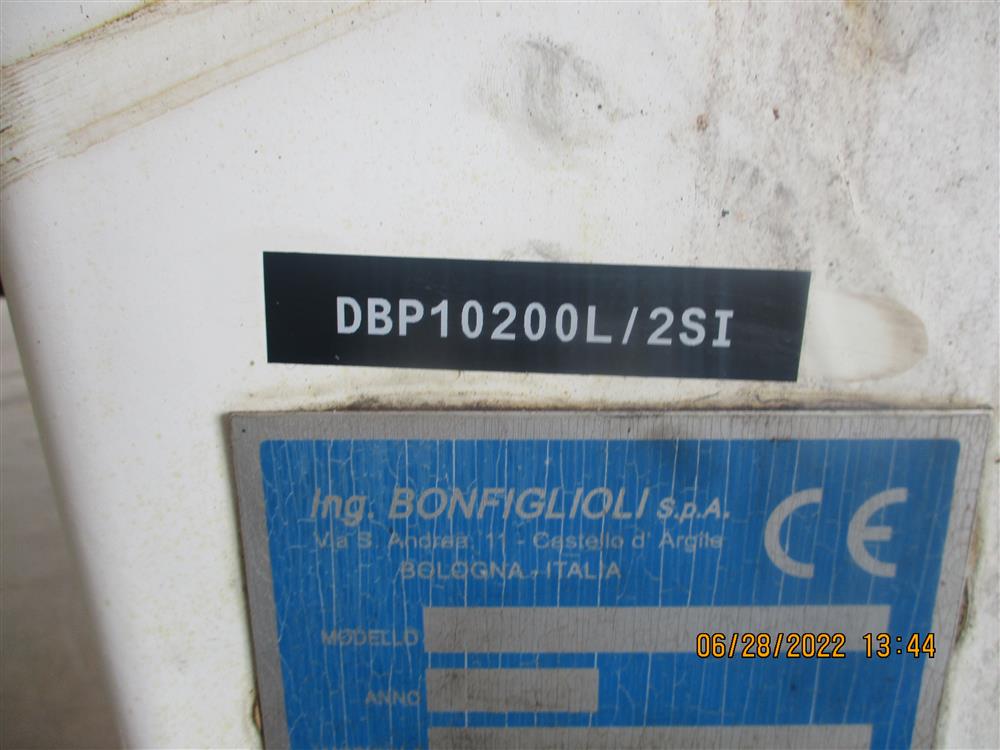 DBP10200L/2SI
Ing. BONFIGLIOLI S.p.A.
Via S. Andrea, 11 - Castello d' Argile
BOLOGNA - ITALIA
CE
MODELLO
06/28/2022 13:44
ANNO